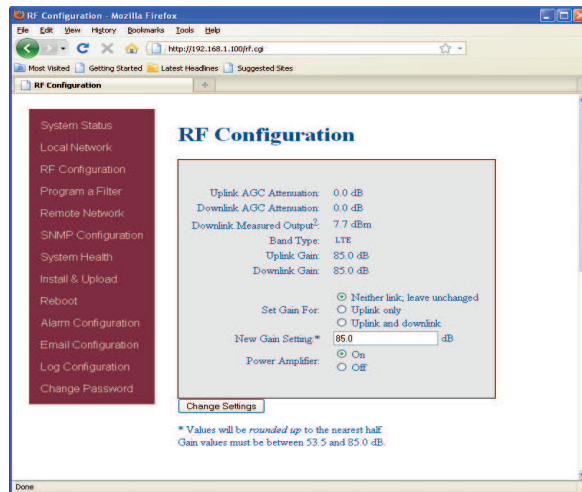 RF Configuration - Mozilla Firefox
File Edit View History Bookmarks Tools Help
http://192.168.1.100/rf.cgi
Most Visited Getting Started Latest Headlines Suggested Sites
RF Configuration
System Status
Local Network
RF Configuration
Program a Filter
Remote Network
SNMP Configuration
System Health
Install & Upload
Reboot
Alarm Configuration
Email Configuration
Log Configuration
Change Password
RF Configuration
Uplink AGC Attenuation: 0.0 dB
Downlink AGC Attenuation: 0.0 dB
Downlink Measured Output?: 7.7 dBm
Band Type: LTE
Uplink Gain: 85.0 dB
Downlink Gain: 85.0 dB
Set Gain For: Neither link; leave unchanged
Uplink only
Uplink and downlink
New Gain Setting:* 85.0 dB
Power Amplifier: On
Off
Change Settings
* Values will be rounded up to the nearest half.
Gain values must be between 53.5 and 85.0 dB.
Done